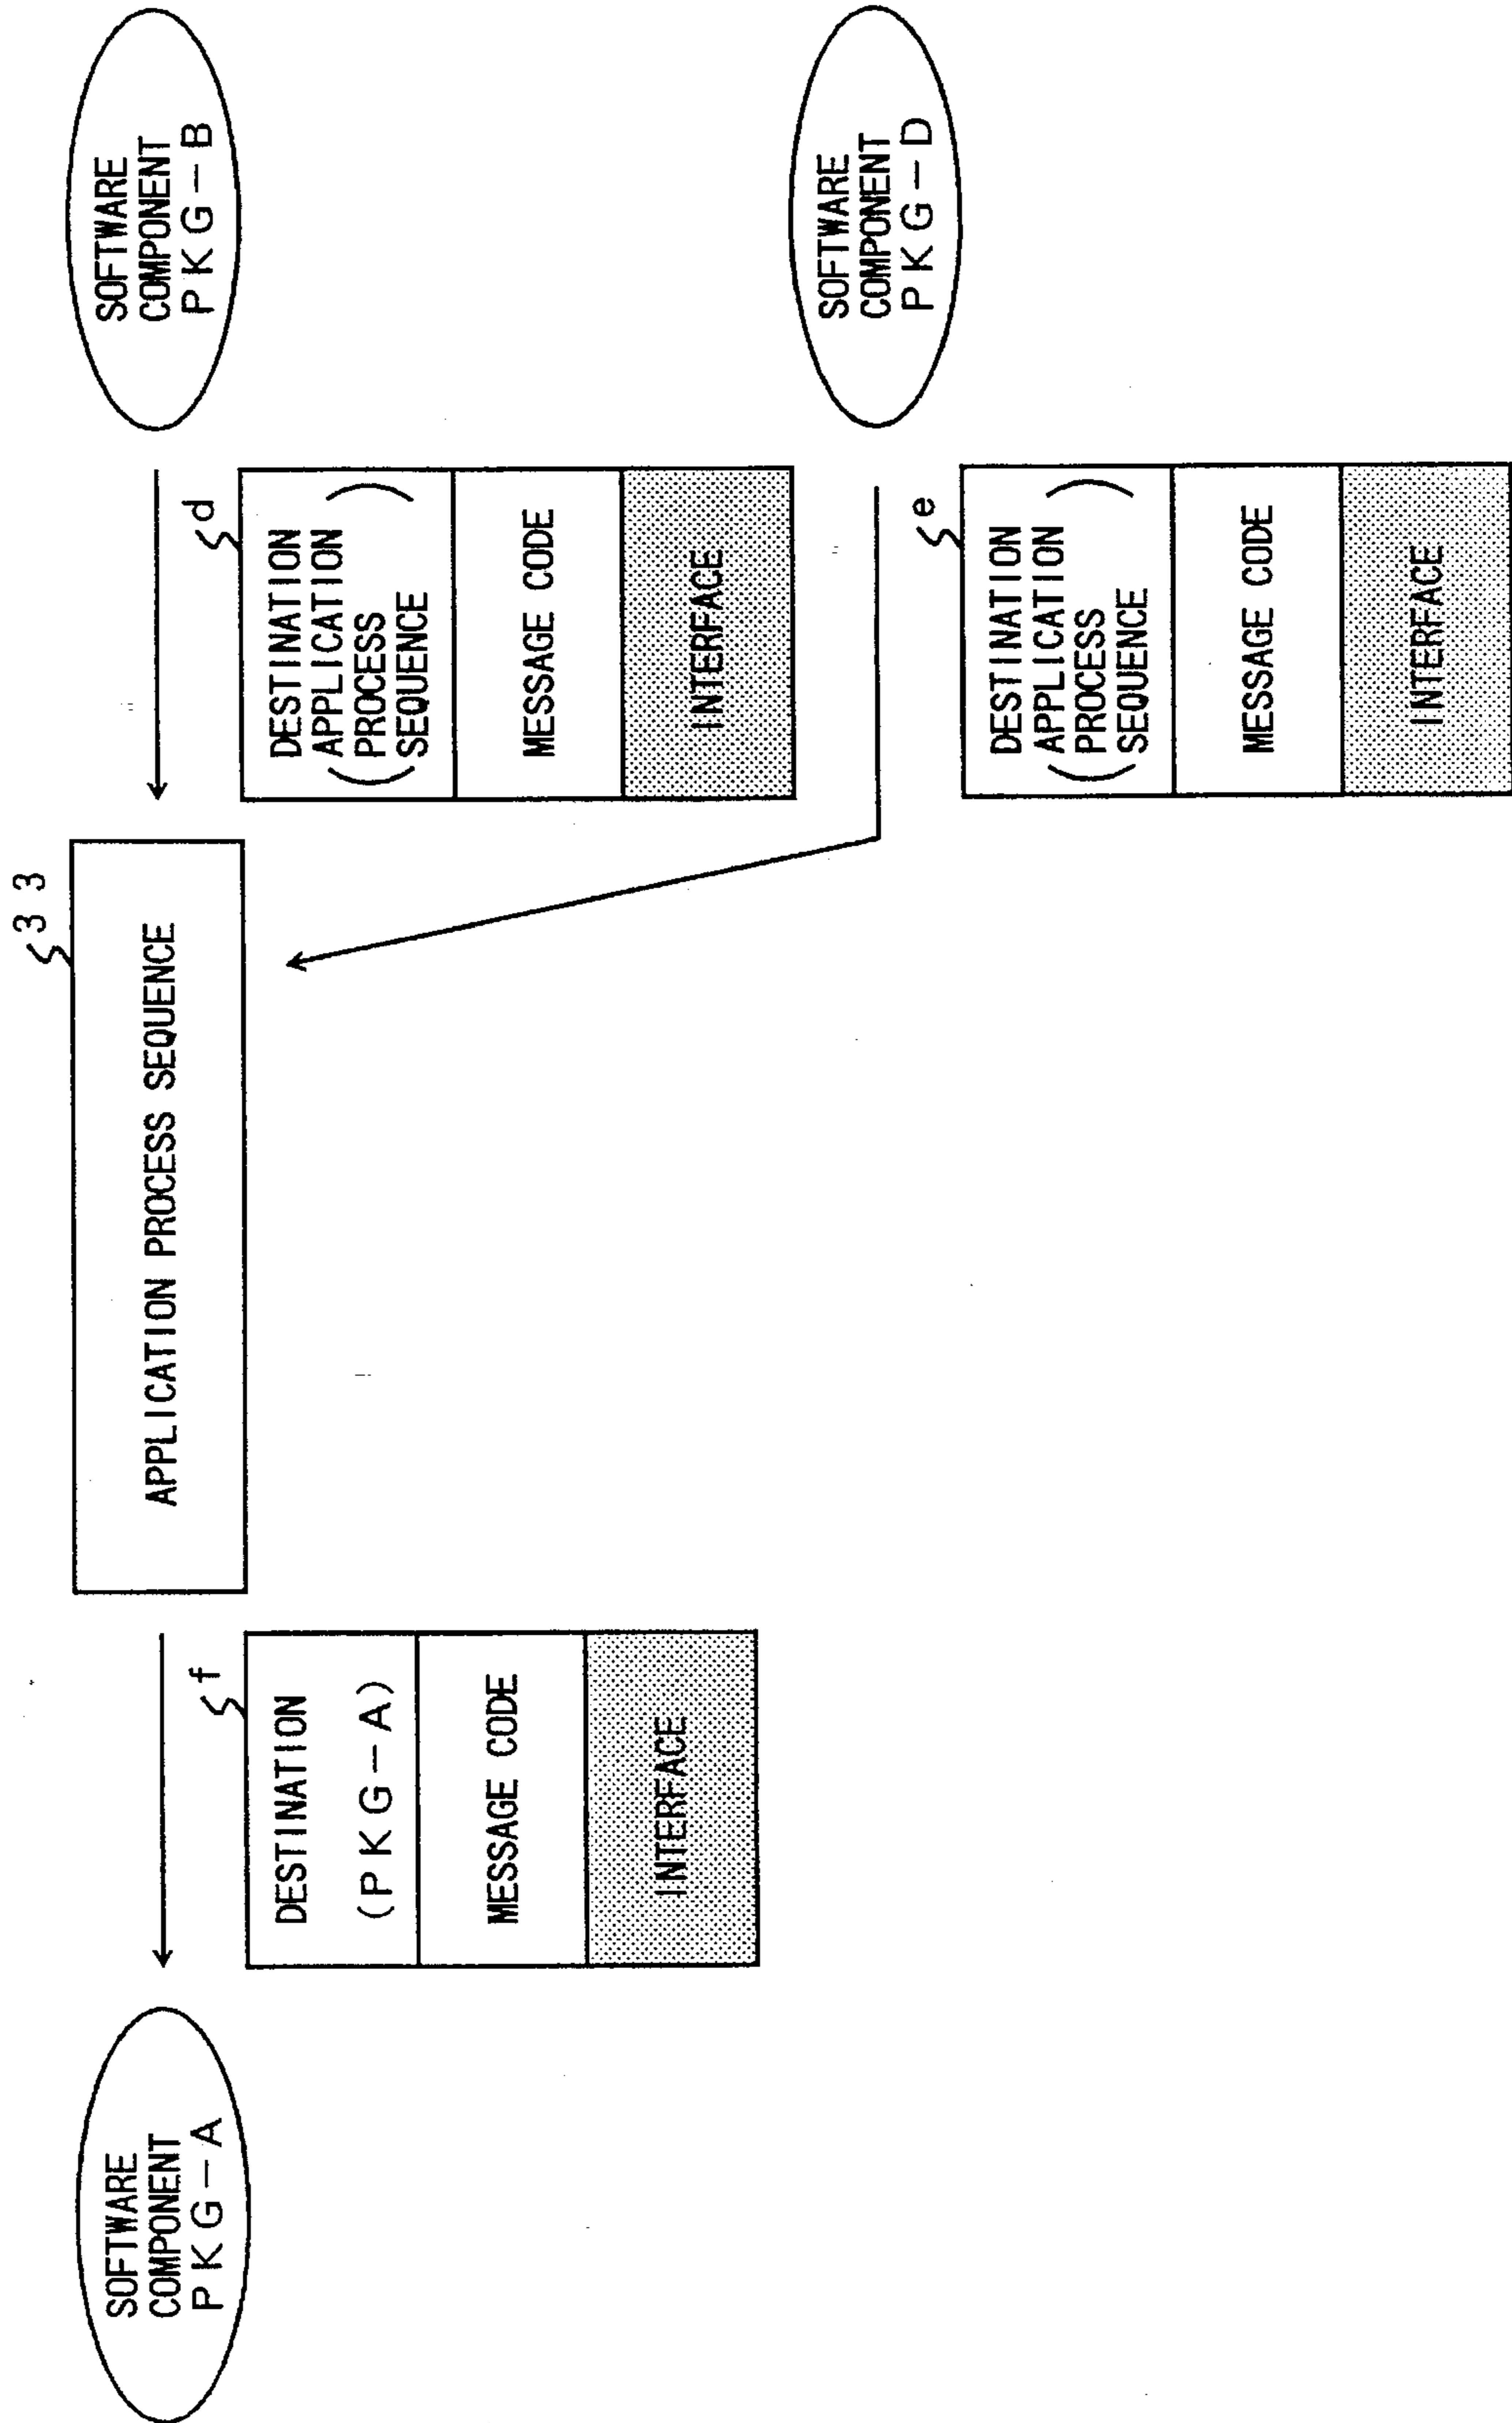 SOFTWARE
COMPONENT
PKG-A
f
DESTINATION
(PKG-A)
MESSAGE CODE
INTERFACE
33
APPLICATION PROCESS SEQUENCE
d
DESTINATION
(APPLICATION
PROCESS
SEQUENCE)
MESSAGE CODE
INTERFACE
SOFTWARE
COMPONENT
PKG-B
e
DESTINATION
(APPLICATION
PROCESS
SEQUENCE)
MESSAGE CODE
INTERFACE
SOFTWARE
COMPONENT
PKG-D